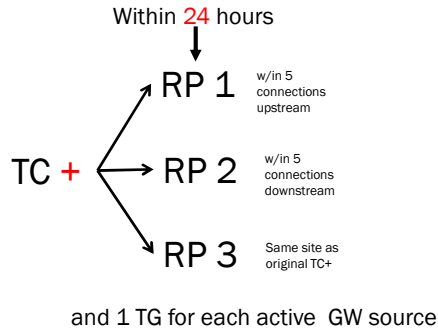 Within 24 hours
RP 1
w/in 5
connections
upstream
TC +
RP 2
w/in 5
connections
downstream
RP 3
Same site as
original TC+
and 1 TG for each active GW source